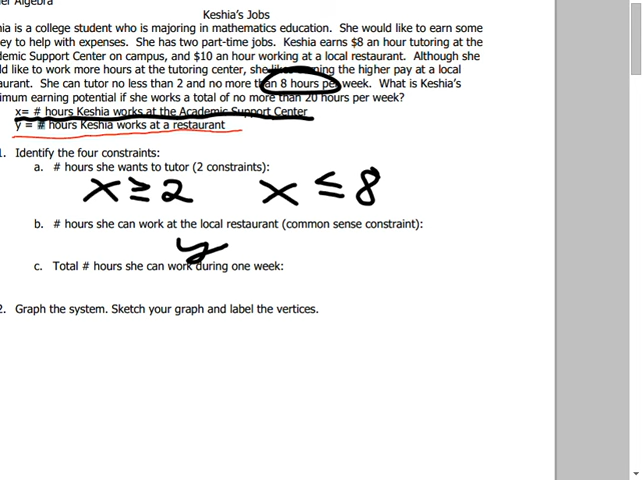 Algebra
Keshia's Jobs
is a college student who is majoring in mathematics education. She would like to earn some
to help with expenses. She has two part-time jobs. Keshia earns $8 an hour tutoring at the
Support Center on campus, and $10 an hour working at a local restaurant. Although she
like to work more hours at the tutoring center, she the higher pay at a local
She can tutor no less than 2 and no more than 8 hours per week. What is Keshia's
earning potential if she works a total of no more than 20 hours per week?
x= # hours Keshia works at the Academic Support Center
y = # hours Keshia works at a restaurant
1. Identify the four constraints:
a. # hours she wants to tutor (2 constraints):
x ≥ 2 x ≤ 8
b. # hours she can work at the local restaurant (common sense constraint):
y
c. Total # hours she can work during one week:
2. Graph the system. Sketch your graph and label the vertices.